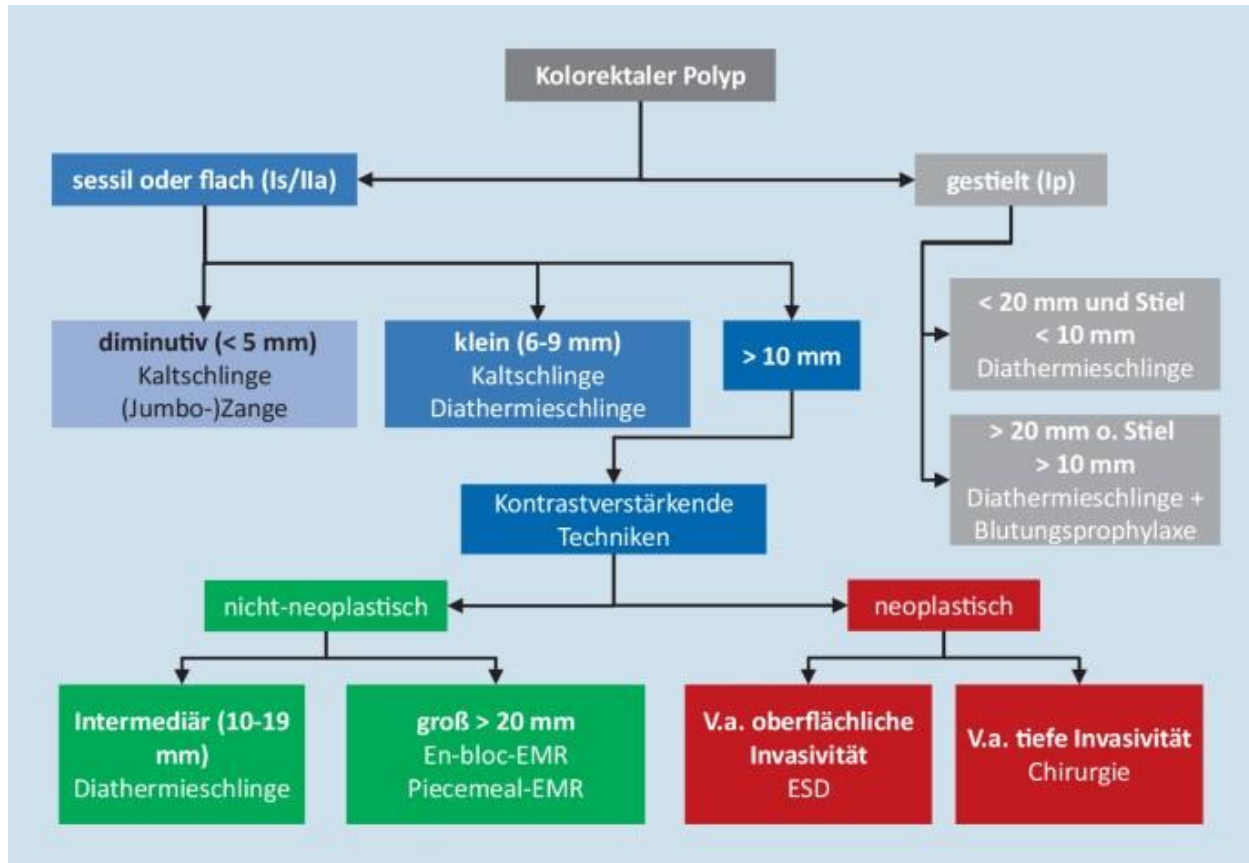 Kolorektaler Polyp
sessil oder flach (Is/IIa)
gestielt (Ip)
diminutiv (< 5 mm)
Kaltschlinge
(Jumbo-)Zange
klein (6-9 mm)
Kaltschlinge
Diathermieschlinge
> 10 mm
< 20 mm und Stiel
< 10 mm
Diathermieschlinge
> 20 mm o. Stiel
> 10 mm
Diathermieschlinge +
Blutungsprophylaxe
Kontrastverstärkende
Techniken
nicht-neoplastisch
neoplastisch
Intermediär (10-19
mm)
Diathermieschlinge
groß > 20 mm
En-bloc-EMR
Piecemeal-EMR
V.a. oberflächliche
Invasivität
ESD
V.a. tiefe Invasivität
Chirurgie